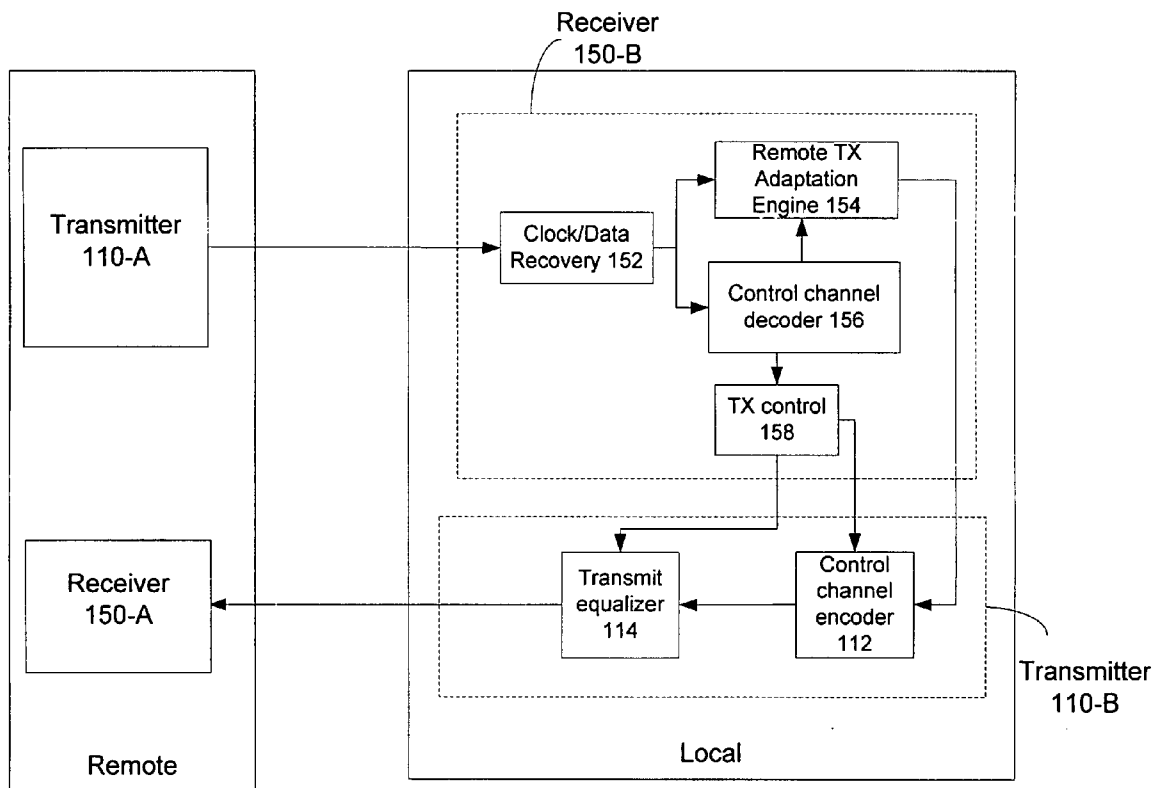 Receiver
150-B
Transmitter
110-A
Remote TX
Adaptation
Engine 154
Clock/Data
Recovery 152
Control channel
decoder 156
TX control
158
Receiver
150-A
Transmit
equalizer
114
Control
channel
encoder
112
Transmitter
110-B
Remote
Local